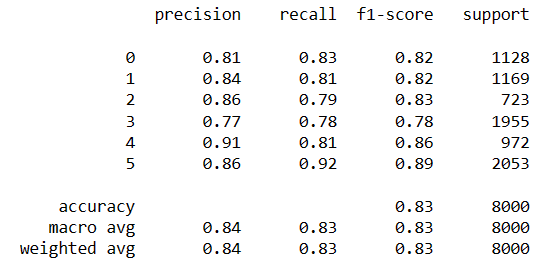 precision recall f1-score support
0 0.81 0.83 0.82 1128
1 0.84 0.81 0.82 1169
2 0.86 0.79 0.83 723
3 0.77 0.78 0.78 1955
4 0.91 0.81 0.86 972
5 0.86 0.92 0.89 2053
accuracy 0.83 8000
macro avg 0.84 0.83 0.83 8000
weighted avg 0.84 0.83 0.83 8000